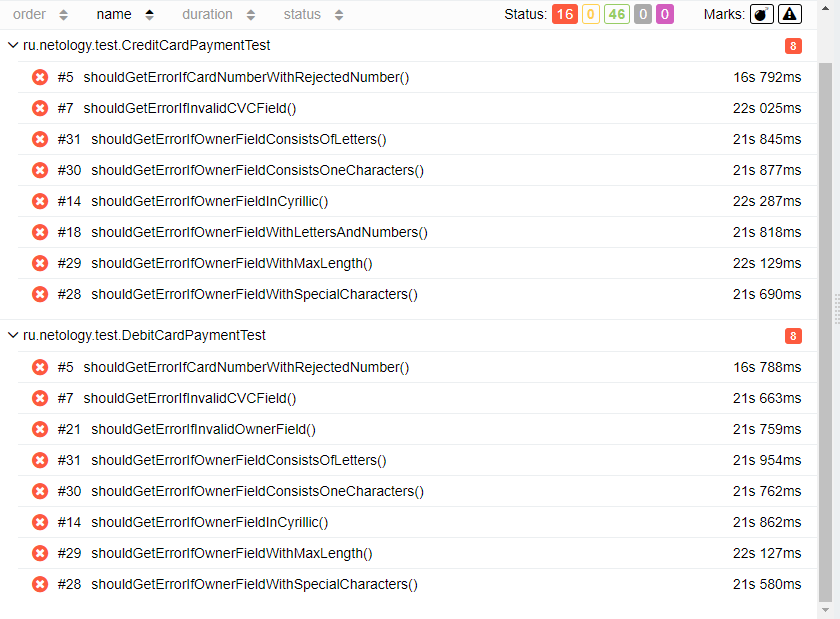 order name duration status Status: 16 0 46 0 0 Marks:
ru.netology.test.CreditCardPaymentTest 8
#5 shouldGetErrorIfCardNumberWithRejectedNumber() 16s 792ms
#7 shouldGetErrorIfInvalidCVCField() 22s 025ms
#31 shouldGetErrorIfOwnerFieldConsistsOfLetters() 21s 845ms
#30 shouldGetErrorIfOwnerFieldConsistsOneCharacters() 21s 877ms
#14 shouldGetErrorIfOwnerFieldInCyrillic() 22s 287ms
#18 shouldGetErrorIfOwnerFieldWithLettersAndNumbers() 21s 818ms
#29 shouldGetErrorIfOwnerFieldWithMaxLength() 22s 129ms
#28 shouldGetErrorIfOwnerFieldWithSpecialCharacters() 21s 690ms
ru.netology.test.DebitCardPaymentTest 8
#5 shouldGetErrorIfCardNumberWithRejectedNumber() 16s 788ms
#7 shouldGetErrorIfInvalidCVCField() 21s 663ms
#21 shouldGetErrorIfInvalidOwnerField() 21s 759ms
#31 shouldGetErrorIfOwnerFieldConsistsOfLetters() 21s 954ms
#30 shouldGetErrorIfOwnerFieldConsistsOneCharacters() 21s 762ms
#14 shouldGetErrorIfOwnerFieldInCyrillic() 21s 862ms
#29 shouldGetErrorIfOwnerFieldWithMaxLength() 22s 127ms
#28 shouldGetErrorIfOwnerFieldWithSpecialCharacters() 21s 580ms